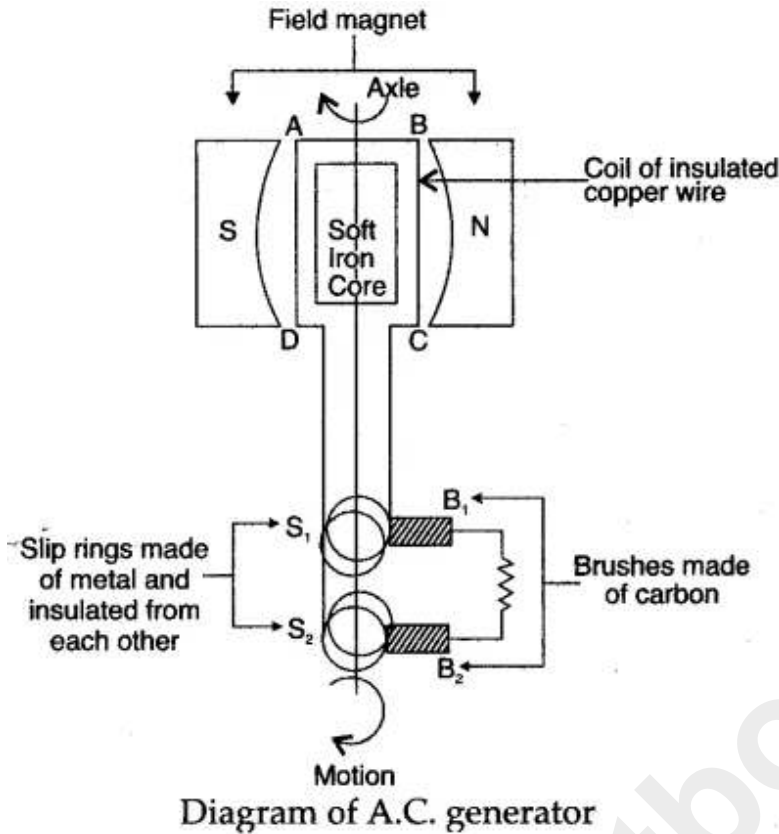 Field magnet
Axle
A
B
Coil of insulated
copper wire
S
Soft
Iron
Core
N
D
C
B₁
S₁
Slip rings made
of metal and
insulated from
each other
Brushes made
of carbon
S₂
B₂
Motion
Diagram of A.C. generator